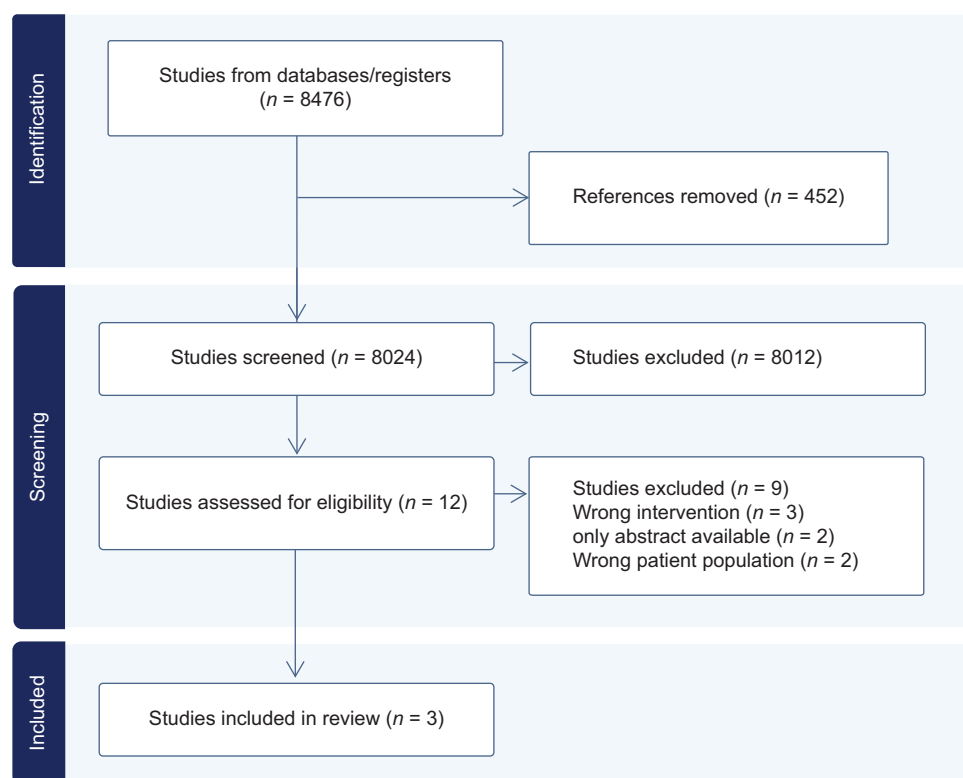 Identification
Studies from databases/registers
(n = 8476)
References removed (n = 452)
Screening
Studies screened (n = 8024)
Studies excluded (n = 8012)
Studies assessed for eligibility (n = 12)
Studies excluded (n = 9)
Wrong intervention (n = 3)
only abstract available (n = 2)
Wrong patient population (n = 2)
Included
Studies included in review (n = 3)